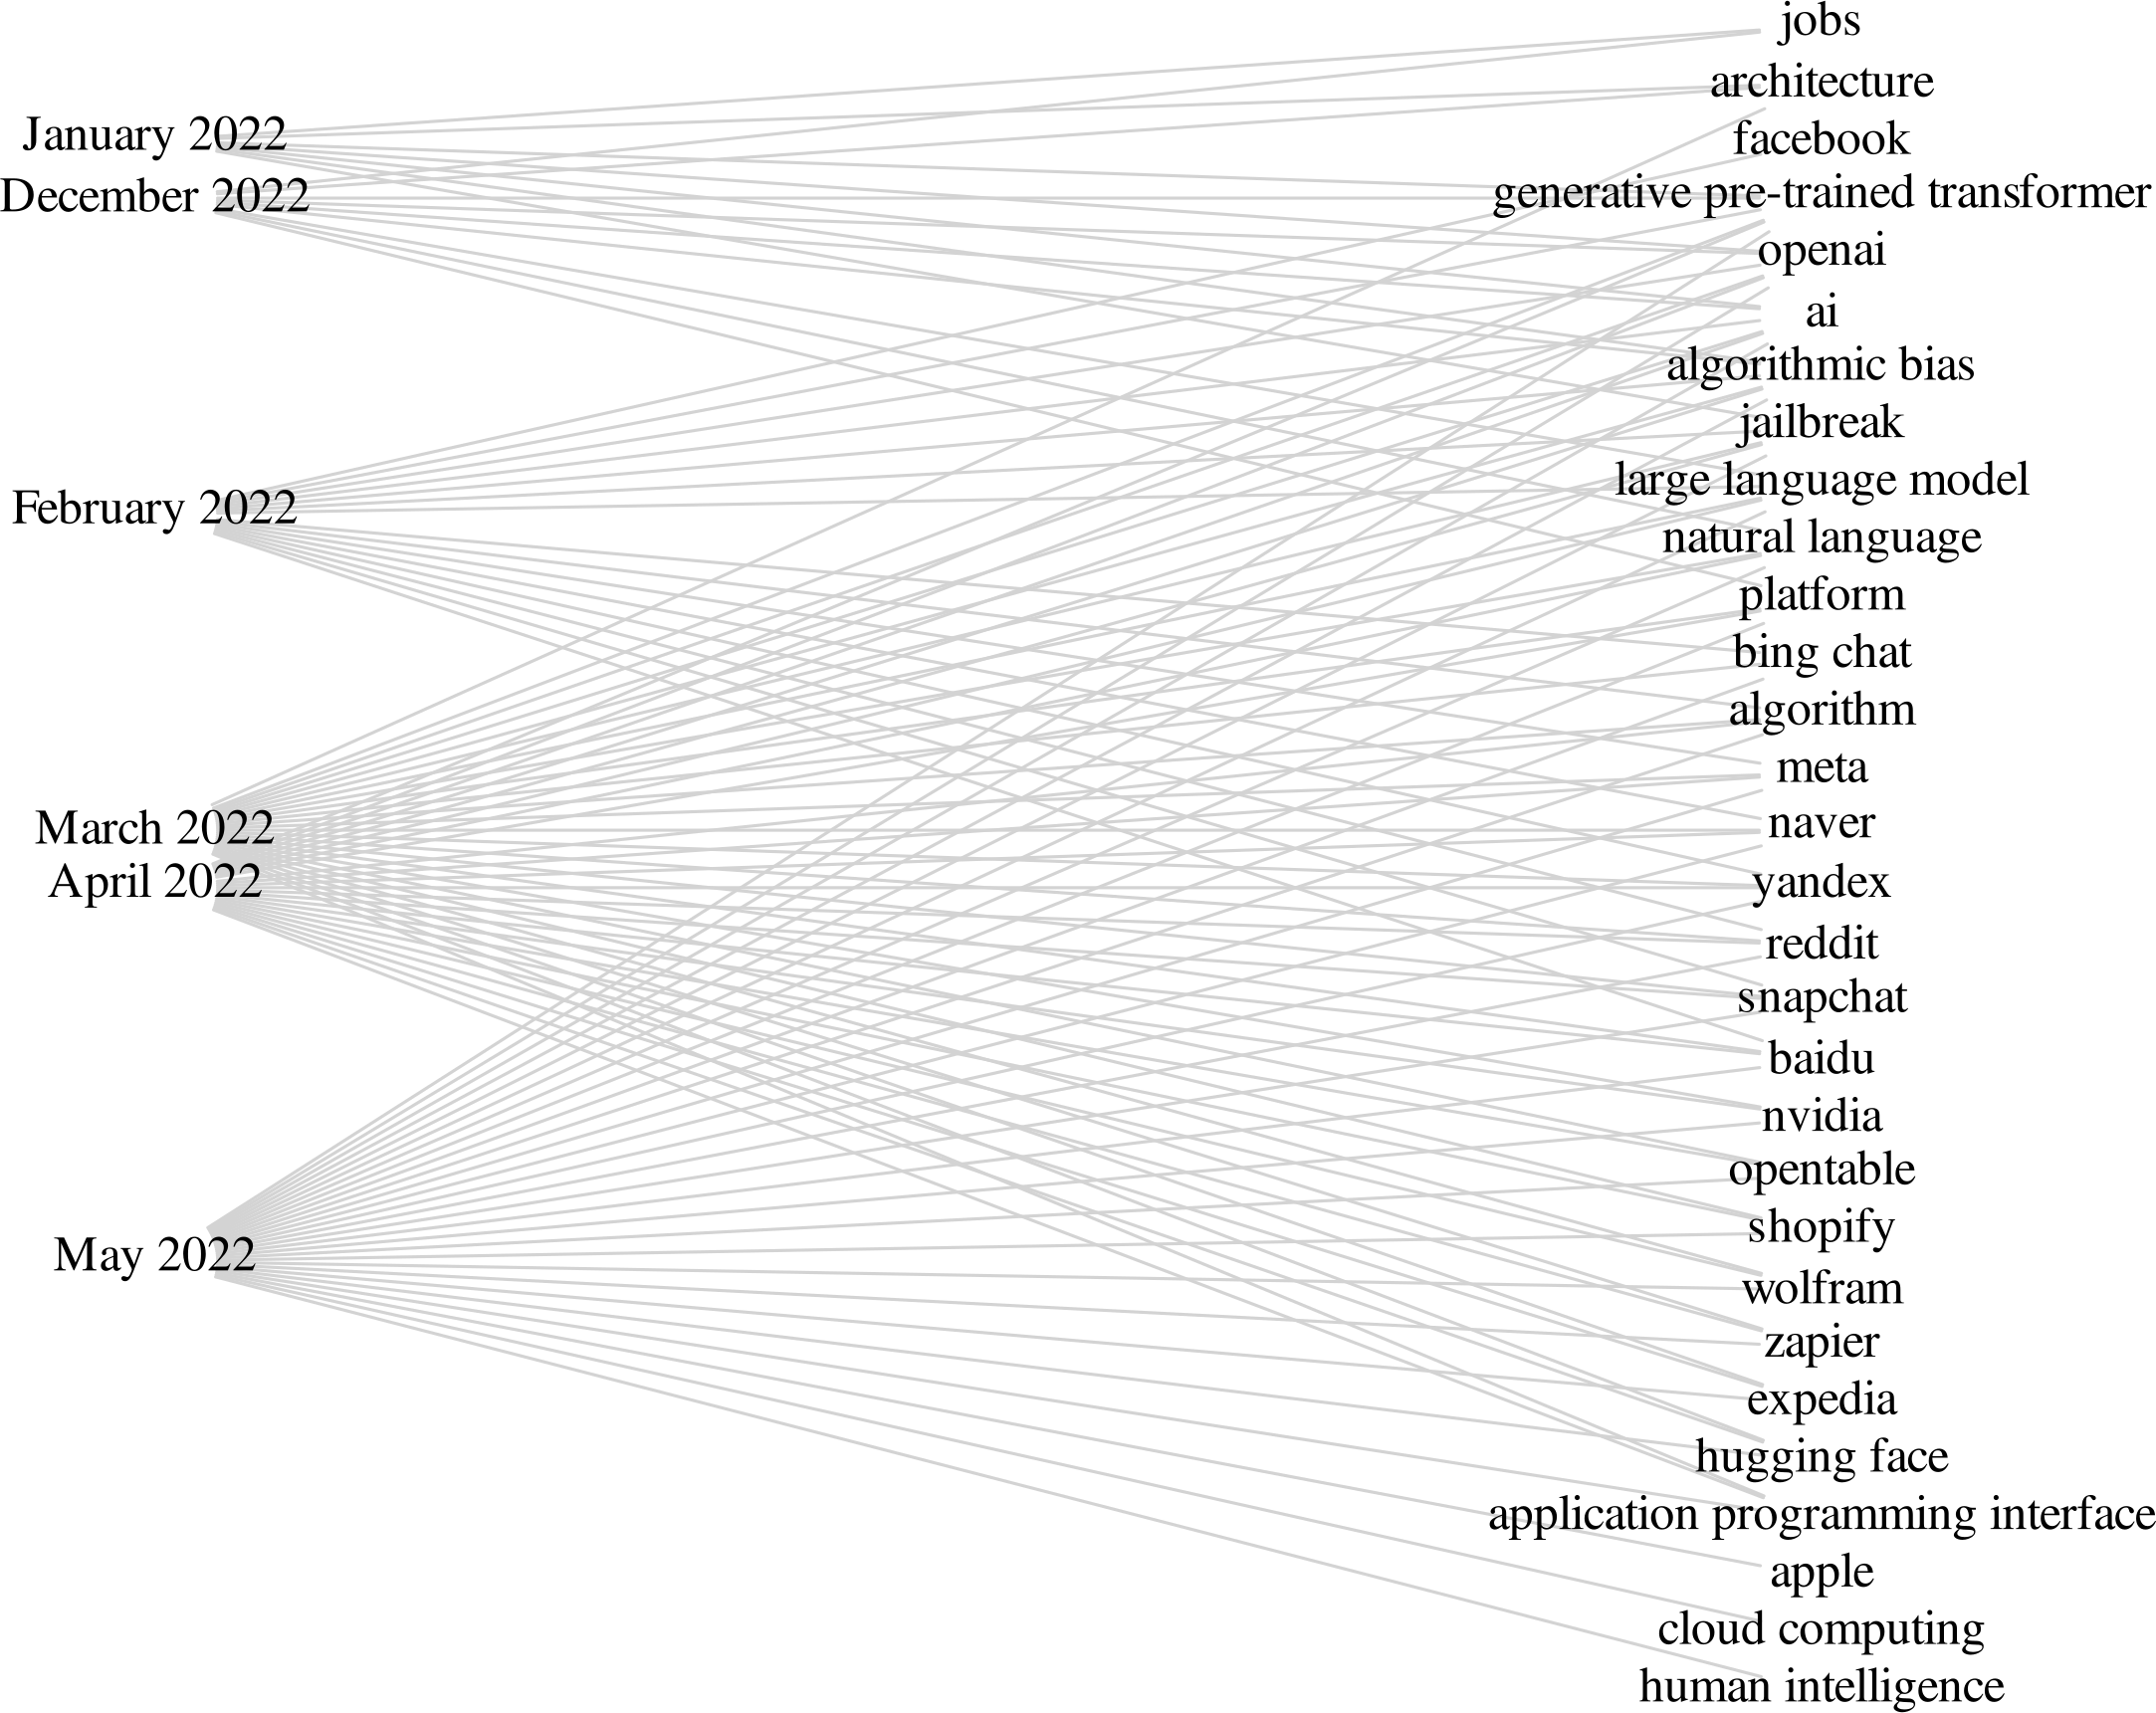 January 2022
December 2022
February 2022
March 2022
April 2022
May 2022
jobs
architecture
facebook
generative pre-trained transformer
openai
ai
algorithmic bias
jailbreak
large language model
natural language
platform
bing chat
algorithm
meta
naver
yandex
reddit
snapchat
baidu
nvidia
opentable
shopify
wolfram
zapier
expedia
hugging face
application programming interface
apple
cloud computing
human intelligence